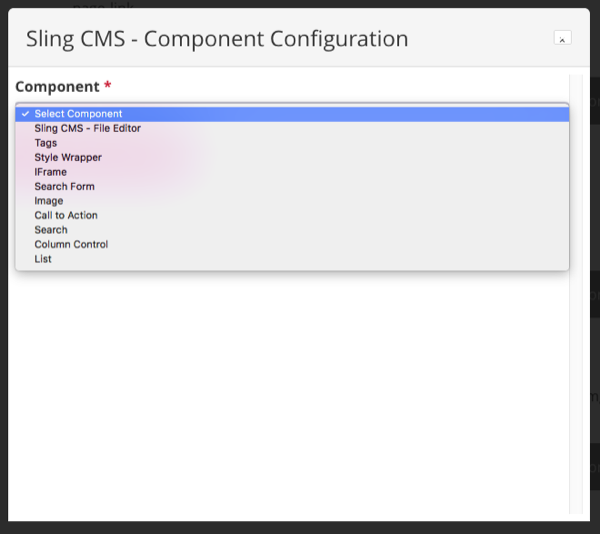 Sling CMS - Component Configuration
Component *
✓ Select Component
Sling CMS - File Editor
Tags
Style Wrapper
IFrame
Search Form
Image
Call to Action
Search
Column Control
List